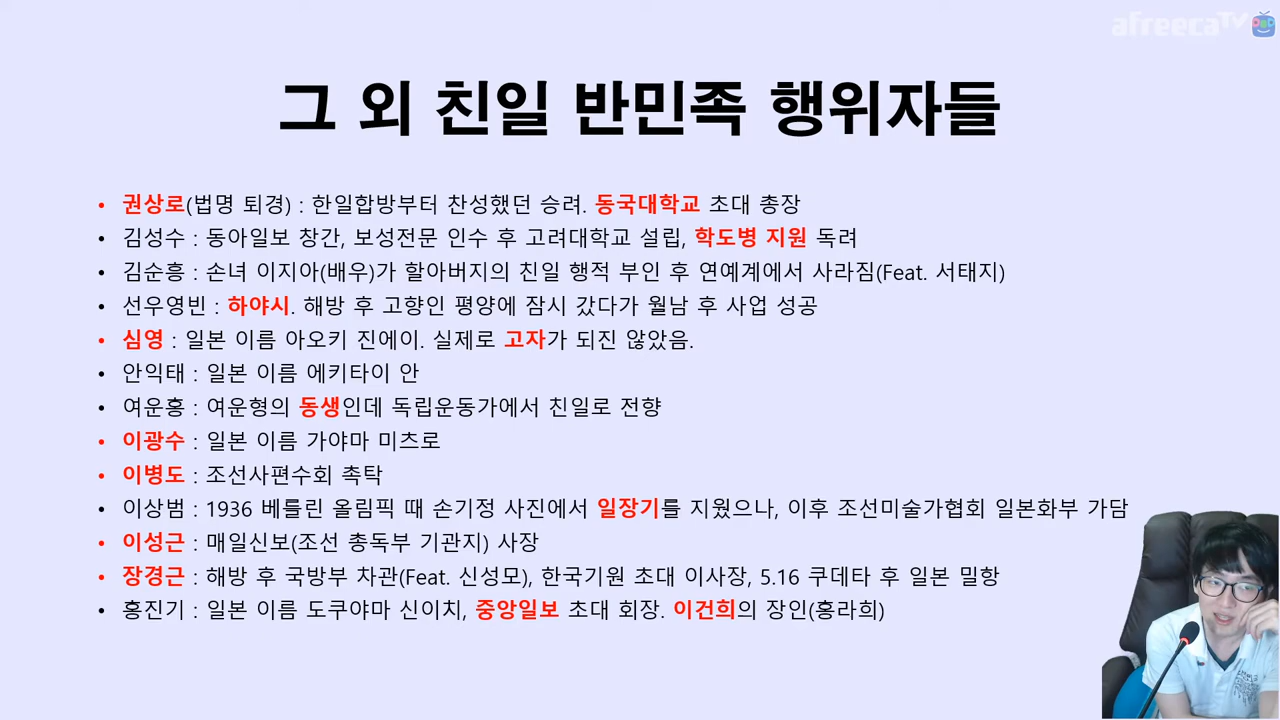 afreecaTV
그 외 친일 반민족 행위자들
• 권상로(법명 퇴경) : 한일합방부터 찬성했던 승려. 동국대학교 초대 총장
• 김성수 : 동아일보 창간, 보성전문 인수 후 고려대학교 설립, 학도병 지원 독려
• 김순흥 : 손녀 이지아(배우)가 할아버지의 친일 행적 부인 후 연예계에서 사라짐(Feat. 서태지)
• 선우영빈 : 하야시. 해방 후 고향인 평양에 잠시 갔다가 월남 후 사업 성공
• 심영 : 일본 이름 아오키 진에이. 실제로 고자가 되진 않았음.
• 안익태 : 일본 이름 에키타이 안
• 여운홍 : 여운형의 동생인데 독립운동가에서 친일로 전향
• 이광수 : 일본 이름 가야마 미츠로
• 이병도 : 조선사편수회 촉탁
• 이상범 : 1936 베를린 올림픽 때 손기정 사진에서 일장기를 지웠으나, 이후 조선미술가협회 일본화부 가담
• 이성근 : 매일신보(조선 총독부 기관지) 사장
• 장경근 : 해방 후 국방부 차관(Feat. 신성모), 한국기원 초대 이사장, 5.16 쿠데타 후 일본 밀항
• 홍진기 : 일본 이름 도쿠야마 신이치, 중앙일보 초대 회장. 이건희의 장인(홍라희)